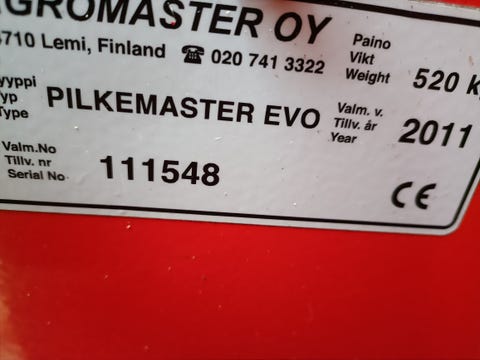 GROMASTER OY
5710 Lemi, Finland ☎ 020 741 3322
Paino
Vikt
Weight 520 k
yyppi
yp
Type
PILKEMASTER EVO
Valm. v.
Tillv. år
Year
2011
Valm.No
Tillv. nr
Serial No
111548
CE